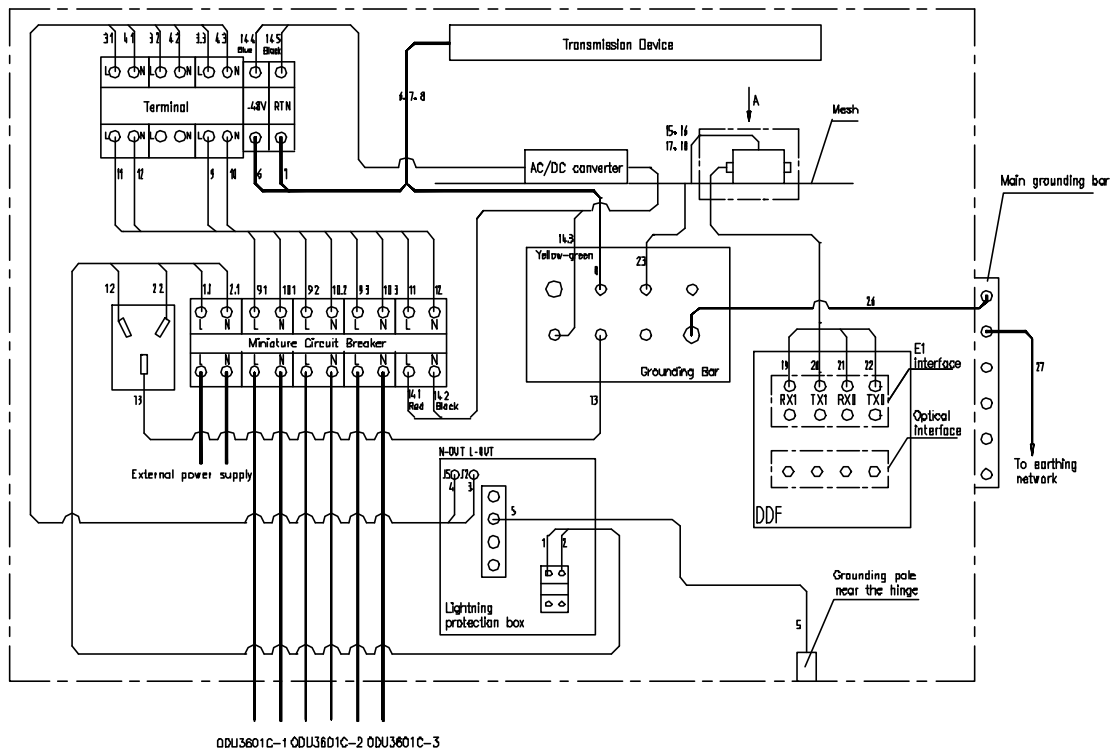 3.1 4.1 3.2 4.2 3.3 4.3 14.4 14.5
Blue Black
Transmission Device
L N L N L N
Terminal -48V RTN
L N L N L N
6、7、8
A
15、16
17、18
Mesh
AC/DC converter
Main grounding bar
11 12 9 10 6 7
14.3
Yellow-green
8
23
26
1.2 2.2 1.1 2.1 9.1 10.1 9.2 10.2 9.3 10.3 11 12
L N L N L N L N L N
Miniature Circuit Breaker
L N L N L N L N L N
Grounding Bar
13
13
14.1 14.2
Red Black
E1
interface
19 20 21 22
RX1 TX1 RXII TXII
27
Optical
interface
To earthing
network
DDF
External power supply
N-OUT L-OUT
J5 J2
4 3
5
1 2
Lightning
protection box
Grounding pole
near the hinge
5
ODU3601C-1 ODU3601C-2 ODU3601C-3